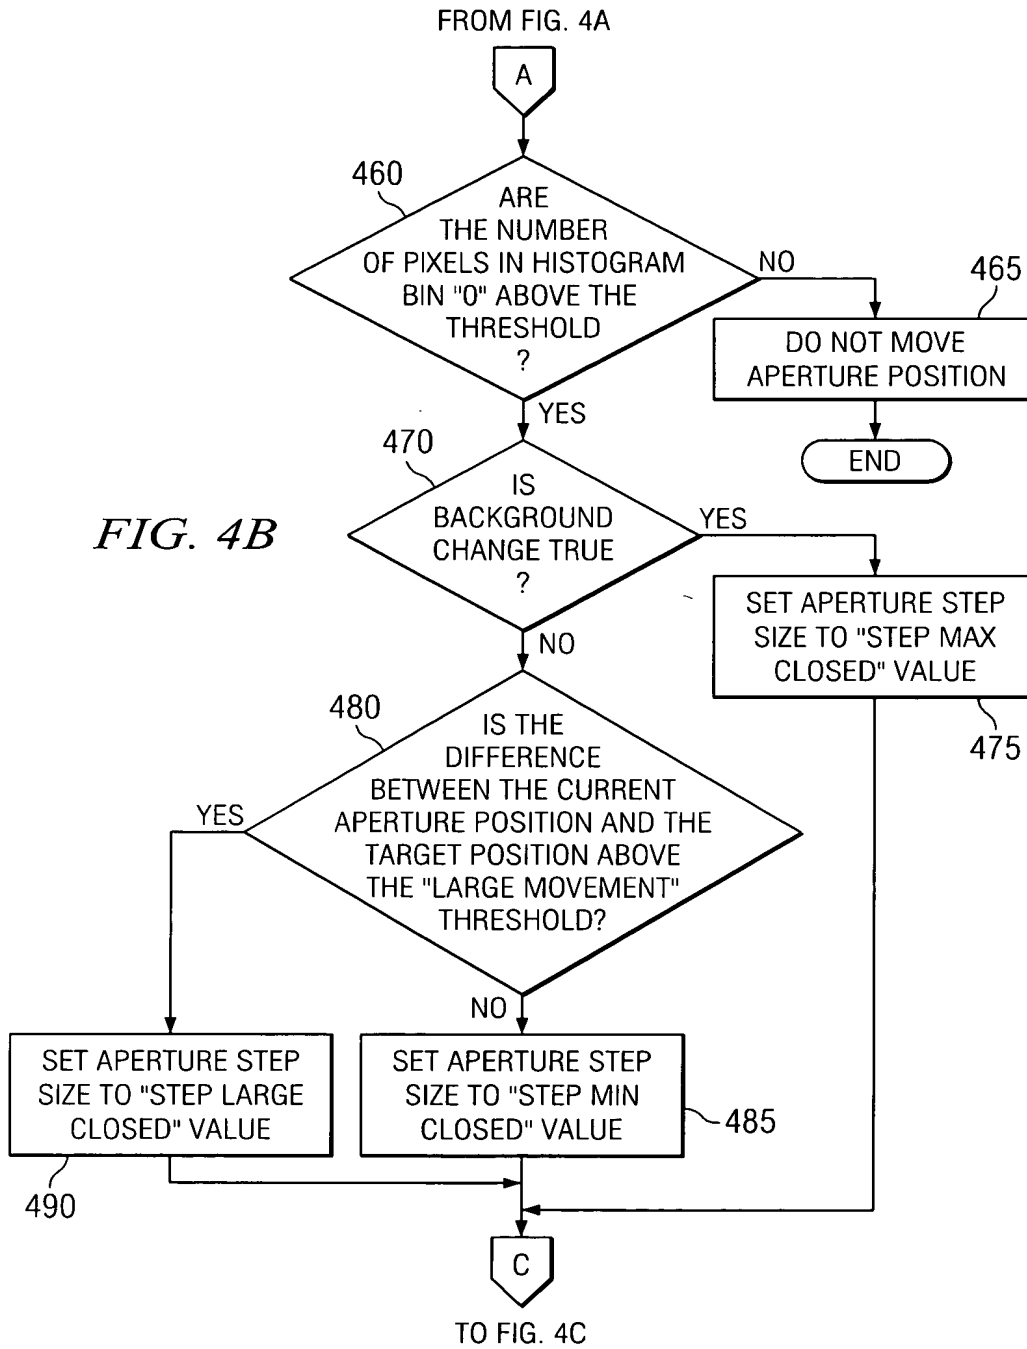 FROM FIG. 4A
A
460
ARE
THE NUMBER
OF PIXELS IN HISTOGRAM
BIN "0" ABOVE THE
THRESHOLD
?
NO
465
DO NOT MOVE
APERTURE POSITION
END
YES
470
IS
BACKGROUND
CHANGE TRUE
?
YES
FIG. 4B
SET APERTURE STEP
SIZE TO "STEP MAX
CLOSED" VALUE
475
NO
480
IS THE
DIFFERENCE
BETWEEN THE CURRENT
APERTURE POSITION AND THE
TARGET POSITION ABOVE
THE "LARGE MOVEMENT"
THRESHOLD?
YES
NO
SET APERTURE STEP
SIZE TO "STEP LARGE
CLOSED" VALUE
490
SET APERTURE STEP
SIZE TO "STEP MIN
CLOSED" VALUE
485
C
TO FIG. 4C